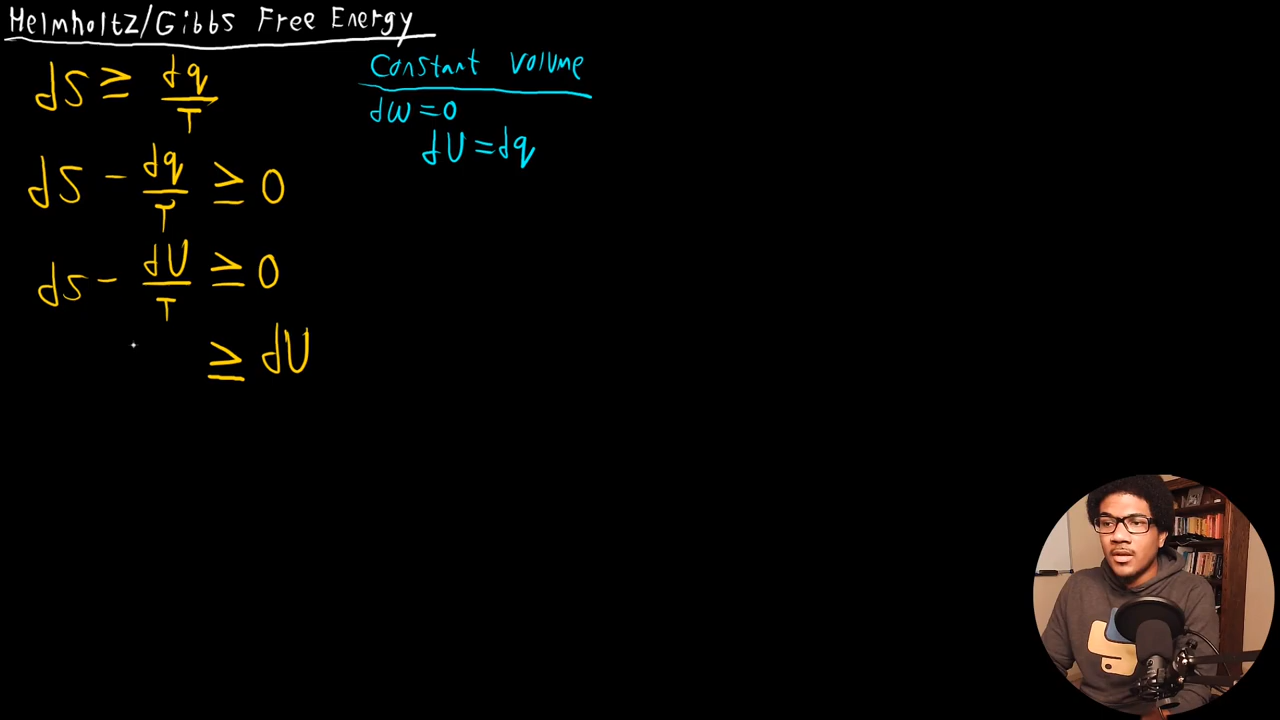 Helmholtz/Gibbs Free Energy
dS ≥ dq/T
dS - dq/T ≥ 0
dS - dU/T ≥ 0
≥ dU
Constant volume
dw = 0
dU = dq